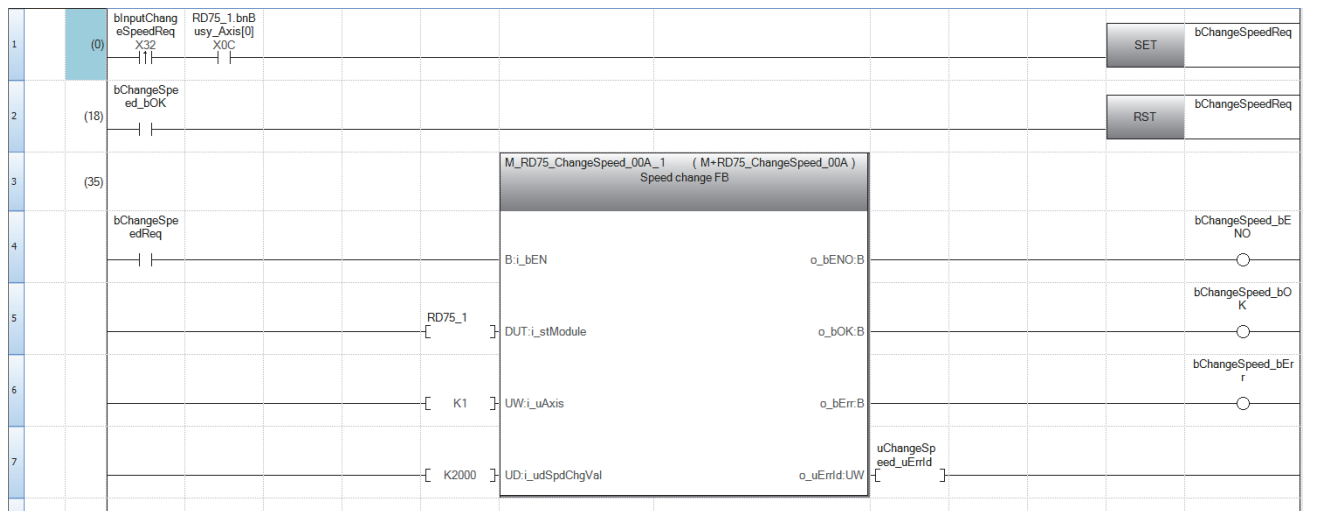 bInputChang RD75_1.bnB
eSpeedReq usy_Axis[0] bChangeSpeedReq
1 (0) X32 X0C SET
bChangeSpe
ed_bOK bChangeSpeedReq
2 (18) RST
M_RD75_ChangeSpeed_00A_1 ( M+RD75_ChangeSpeed_00A )
Speed change FB
3 (35)
bChangeSpe bChangeSpeed_bE
edReq NO
4
B:i_bEN o_bENO:B
bChangeSpeed_bO
K
5 RD75_1
DUT:i_stModule o_bOK:B
bChangeSpeed_bEr
r
6
K1 UW:i_uAxis o_bErr:B
uChangeSp
eed_uErrId
7
K2000 UD:i_udSpdChgVal o_uErrId:UW